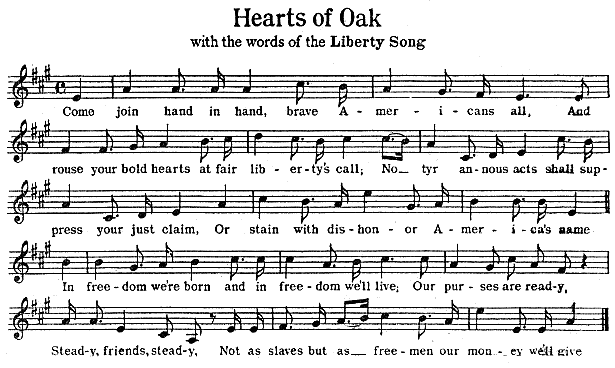 Hearts of Oak
with the words of the Liberty Song
Come join hand in hand, brave A - mer - i - cans all, And
rouse your bold hearts at fair lib - er-ty's call; No_ tyr an-nous acts shall sup-
press your just claim, Or stain with dis-hon-or A-mer-i-ca's name
In free-dom we're born and in free-dom we'll live; Our pur-ses are read-y,
Stead-y, friends, stead-y, Not as slaves but as_ free-men our mon-ey we'll give